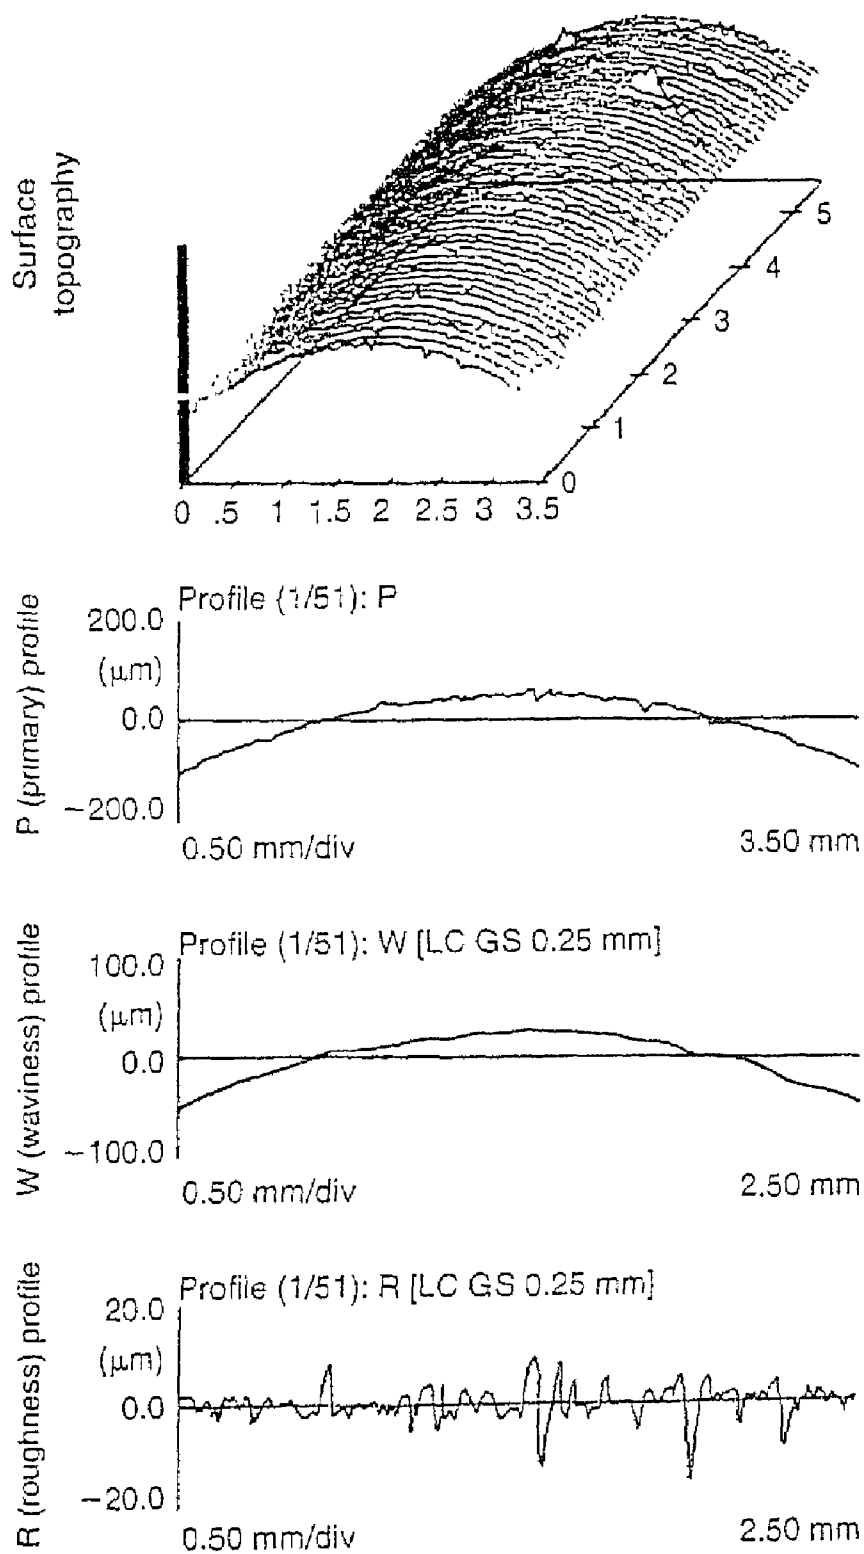 Surface
topography
5
4
3
2
1
0
0 .5 1 1.5 2 2.5 3 3.5
P (primary) profile
Profile (1/51): P
200.0
(μm)
0.0
−200.0
0.50 mm/div 3.50 mm
W (waviness) profile
Profile (1/51): W [LC GS 0.25 mm]
100.0
(μm)
0.0
−100.0
0.50 mm/div 2.50 mm
R (roughness) profile
Profile (1/51): R [LC GS 0.25 mm]
20.0
(μm)
0.0
−20.0
0.50 mm/div 2.50 mm